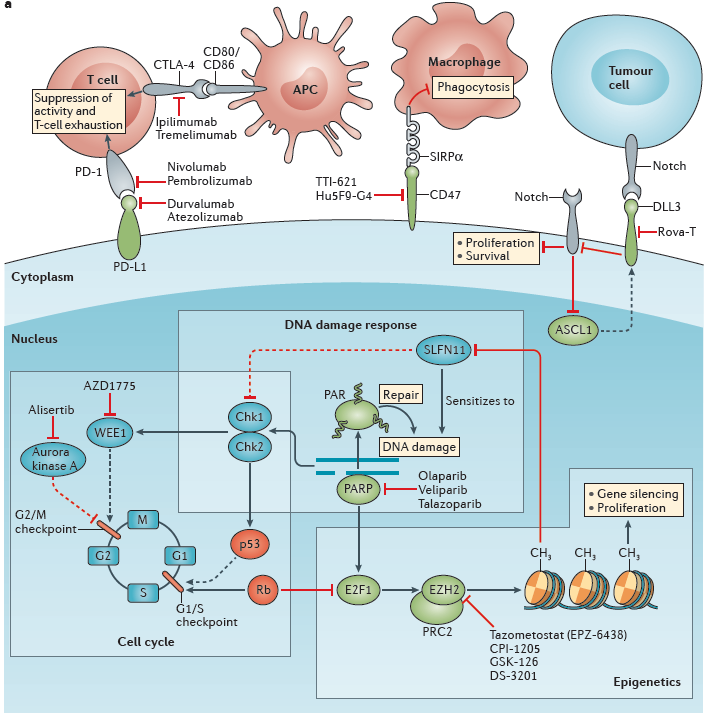 a
T cell
CTLA-4
CD80/
CD86
APC
Macrophage
Phagocytosis
Tumour
cell
Suppression of
activity and
T-cell exhaustion
Ipilimumab
Tremelimumab
PD-1
Nivolumab
Pembrolizumab
Durvalumab
Atezolizumab
PD-L1
SIRPα
TTI-621
Hu5F9-G4
CD47
Notch
Notch
DLL3
Rova-T
• Proliferation
• Survival
ASCL1
Cytoplasm
Nucleus
DNA damage response
SLFN11
Sensitizes to
PAR
Repair
DNA damage
Chk1
Chk2
PARP
Olaparib
Veliparib
Talazoparib
AZD1775
Alisertib
WEE1
Aurora
kinase A
G2/M
checkpoint
M
G2
G1
S
p53
Rb
G1/S
checkpoint
Cell cycle
E2F1
EZH2
PRC2
• Gene silencing
• Proliferation
CH3
CH3
CH3
Tazometostat (EPZ-6438)
CPI-1205
GSK-126
DS-3201
Epigenetics